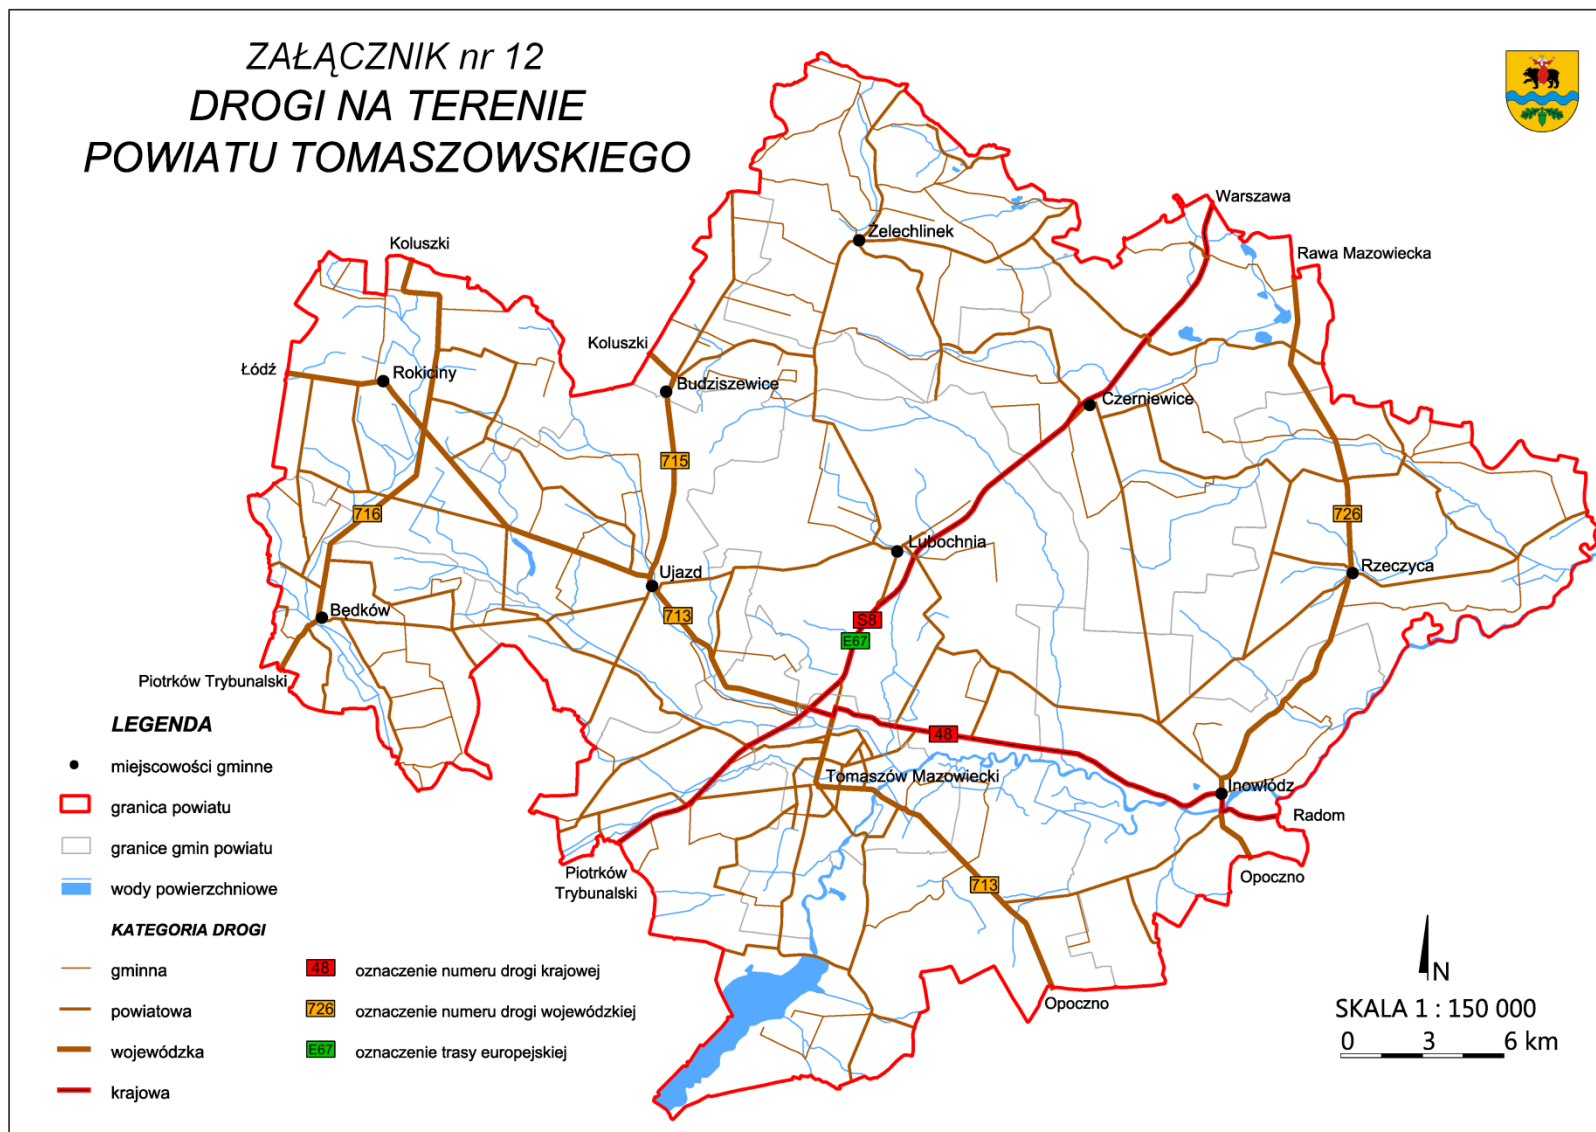 ZAŁĄCZNIK nr 12
DROGI NA TERENIE
POWIATU TOMASZOWSKIEGO
Warszawa
Żelechlinek
Koluszki
Rawa Mazowiecka
Koluszki
Łódź
Rokiciny
Budziszewice
Czerniewice
715
716
726
Lubochnia
Rzeczyca
Ujazd
Będków
713
S8
E67
Piotrków Trybunalski
48
Tomaszów Mazowiecki
Inowłódz
Radom
Piotrków
Trybunalski
Opoczno
713
Opoczno
LEGENDA
miejscowości gminne
granica powiatu
granice gmin powiatu
wody powierzchniowe
KATEGORIA DROGI
gminna
powiatowa
wojewódzka
krajowa
48 oznaczenie numeru drogi krajowej
726 oznaczenie numeru drogi wojewódzkiej
E67 oznaczenie trasy europejskiej
N
SKALA 1 : 150 000
0 3 6 km